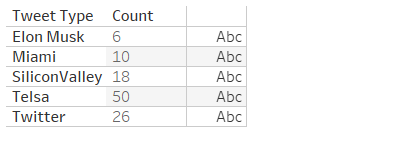 Tweet Type Count
Elon Musk 6 Abc
Miami 10 Abc
SiliconValley 18 Abc
Telsa 50 Abc
Twitter 26 Abc